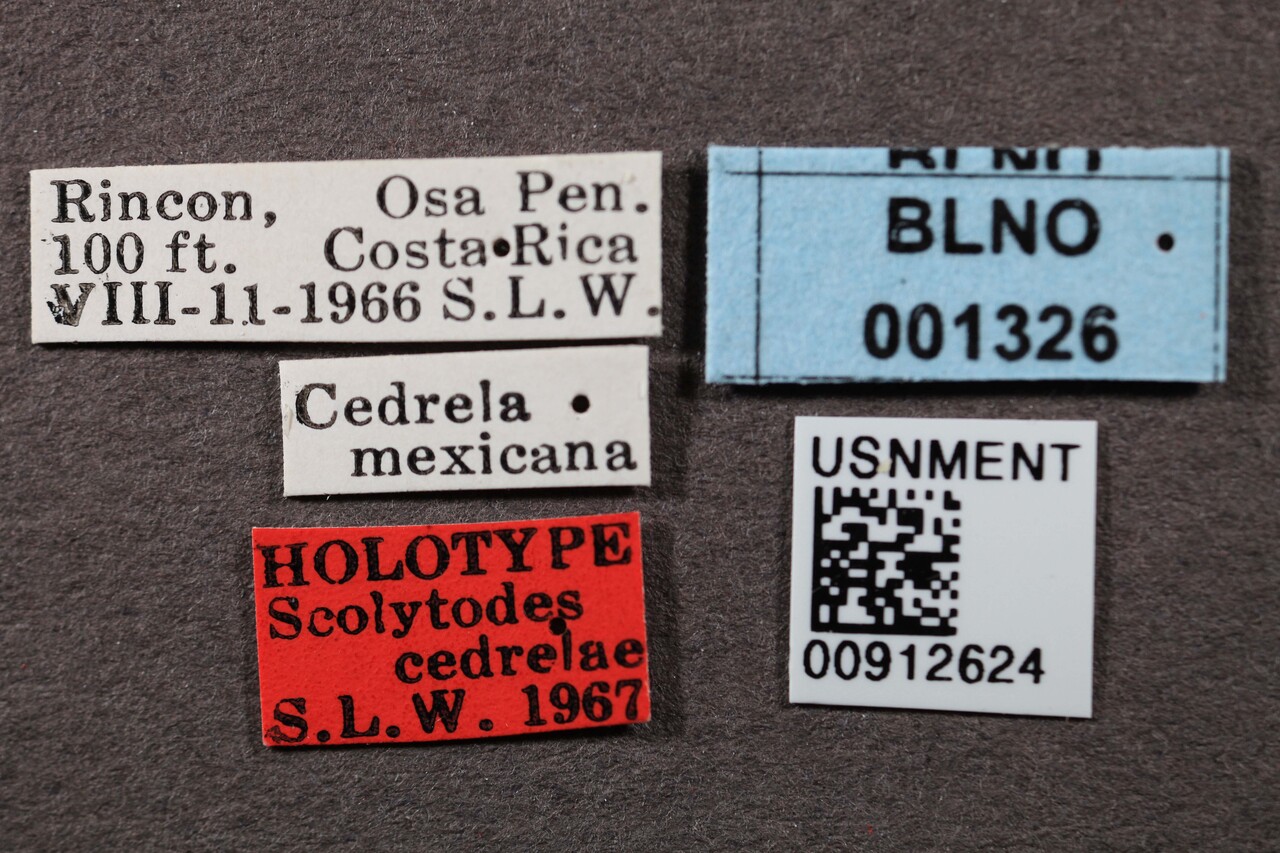 Rincon, Osa Pen.
100 ft. Costa Rica
VIII-11-1966 S.L.W.
Cedrela
mexicana
HOLOTYPE
Scolytodes
cedrelae
S.L.W. 1967
BLNO
001326
USNMENT
00912624